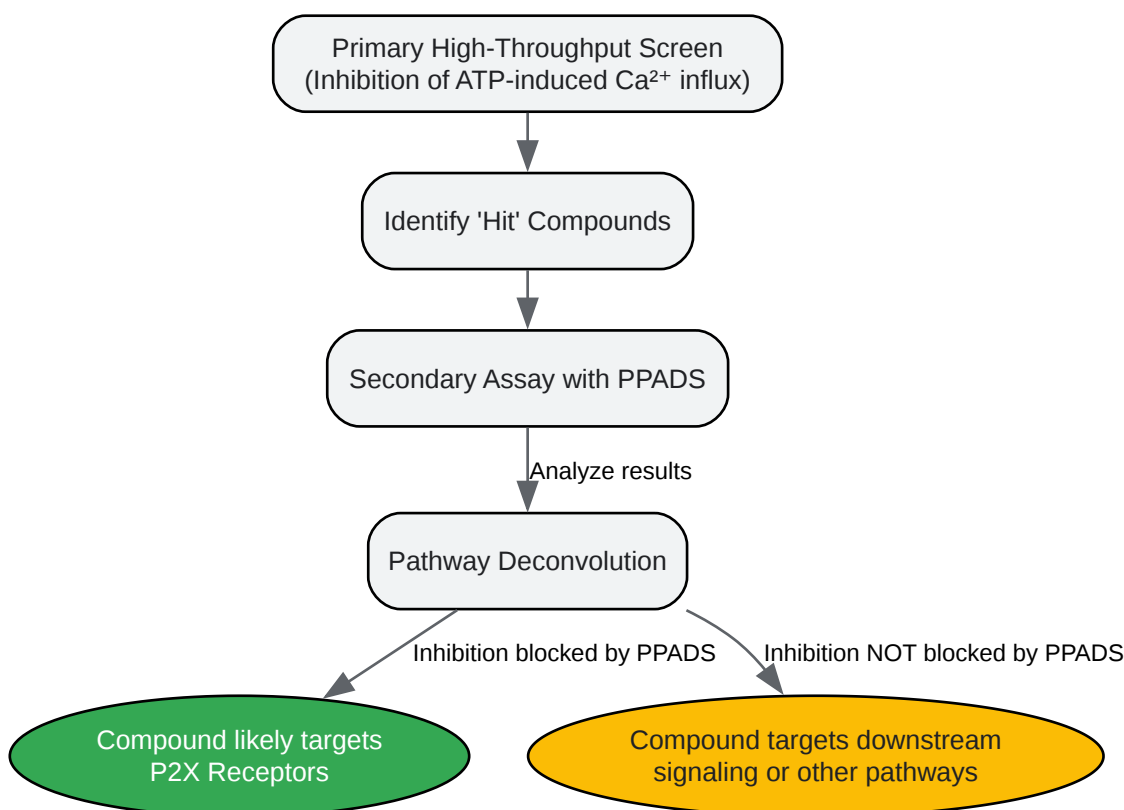 Primary High-Throughput Screen
(Inhibition of ATP-induced Ca²⁺ influx)
Identify 'Hit' Compounds
Secondary Assay with PPADS
Analyze results
Pathway Deconvolution
Inhibition blocked by PPADS
Inhibition NOT blocked by PPADS
Compound likely targets
P2X Receptors
Compound targets downstream
signaling or other pathways